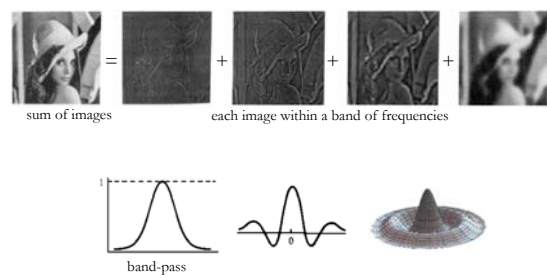 = + + +
sum of images
each image within a band of frequencies
1
0
band-pass